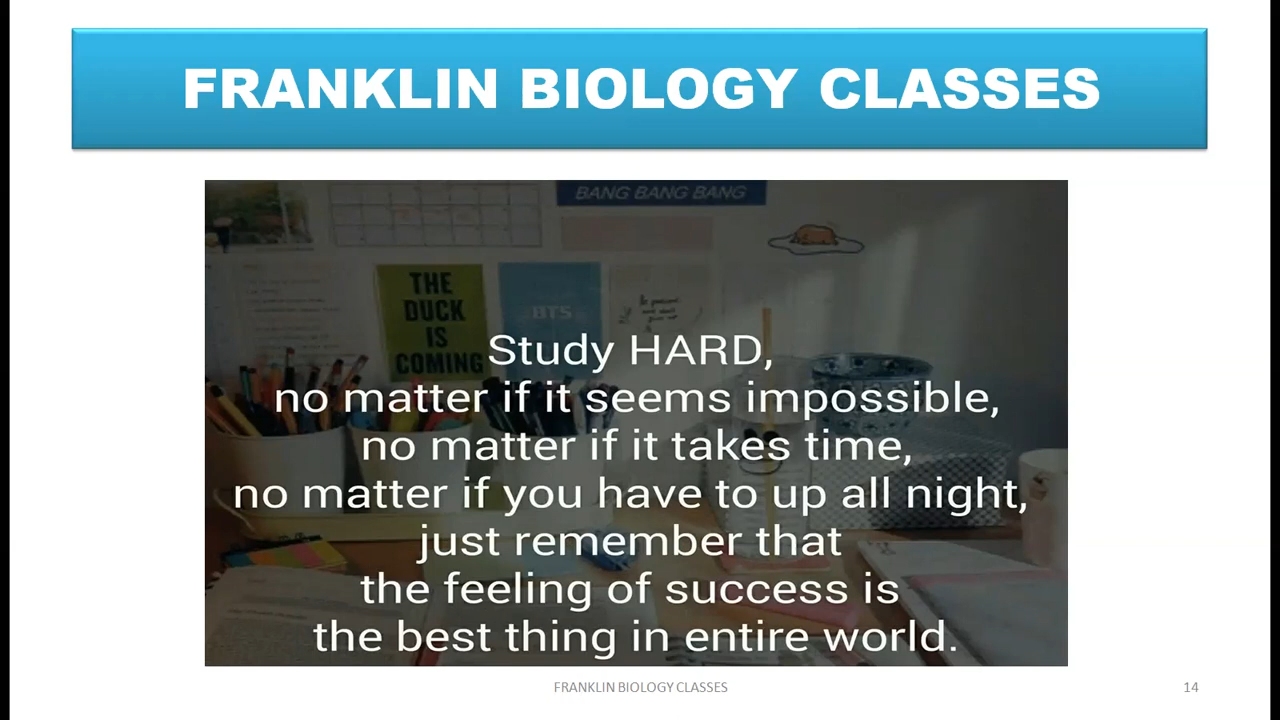 FRANKLIN BIOLOGY CLASSES
BANG BANG BANG
THE
DUCK
IS
COMING
BTS
Study HARD,
no matter if it seems impossible,
no matter if it takes time,
no matter if you have to up all night,
just remember that
the feeling of success is
the best thing in entire world.
FRANKLIN BIOLOGY CLASSES
14